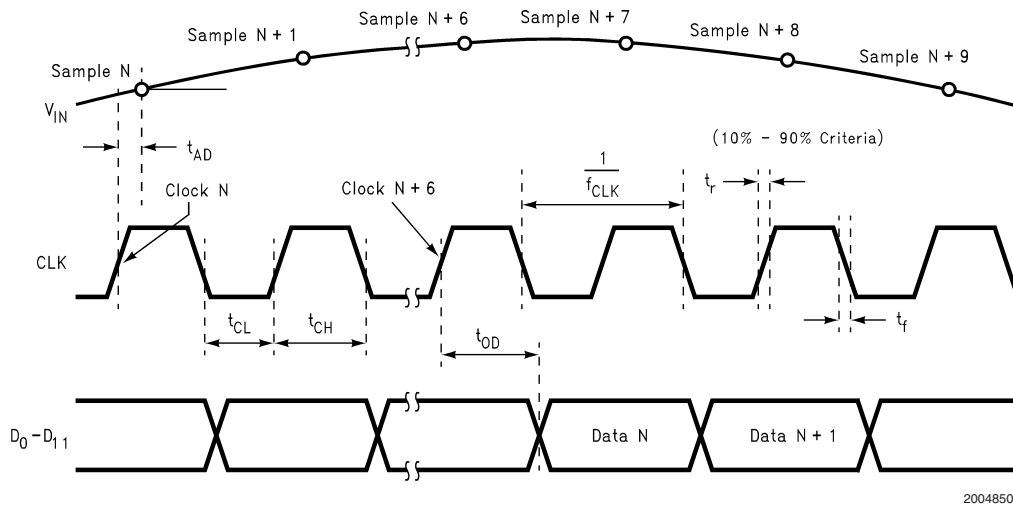 Sample N
Sample N + 1
Sample N + 6
Sample N + 7
Sample N + 8
Sample N + 9
V_IN
t_AD
(10% - 90% Criteria)
Clock N
Clock N + 6
1
f_CLK
t_r
CLK
t_CL
t_CH
t_OD
t_f
D_0-D_11
Data N
Data N + 1
2004850